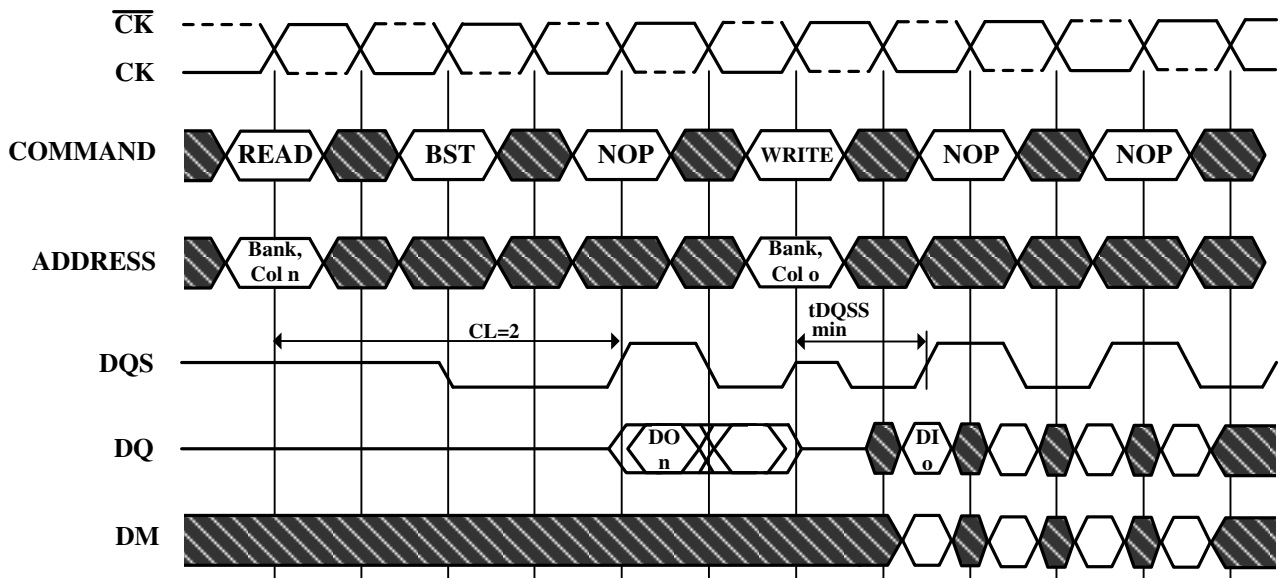 CK
CK
COMMAND READ BST NOP WRITE NOP NOP
ADDRESS Bank, Col n Bank, Col o
tDQSS
min
CL=2
DQS
DQ DO n DI o
DM